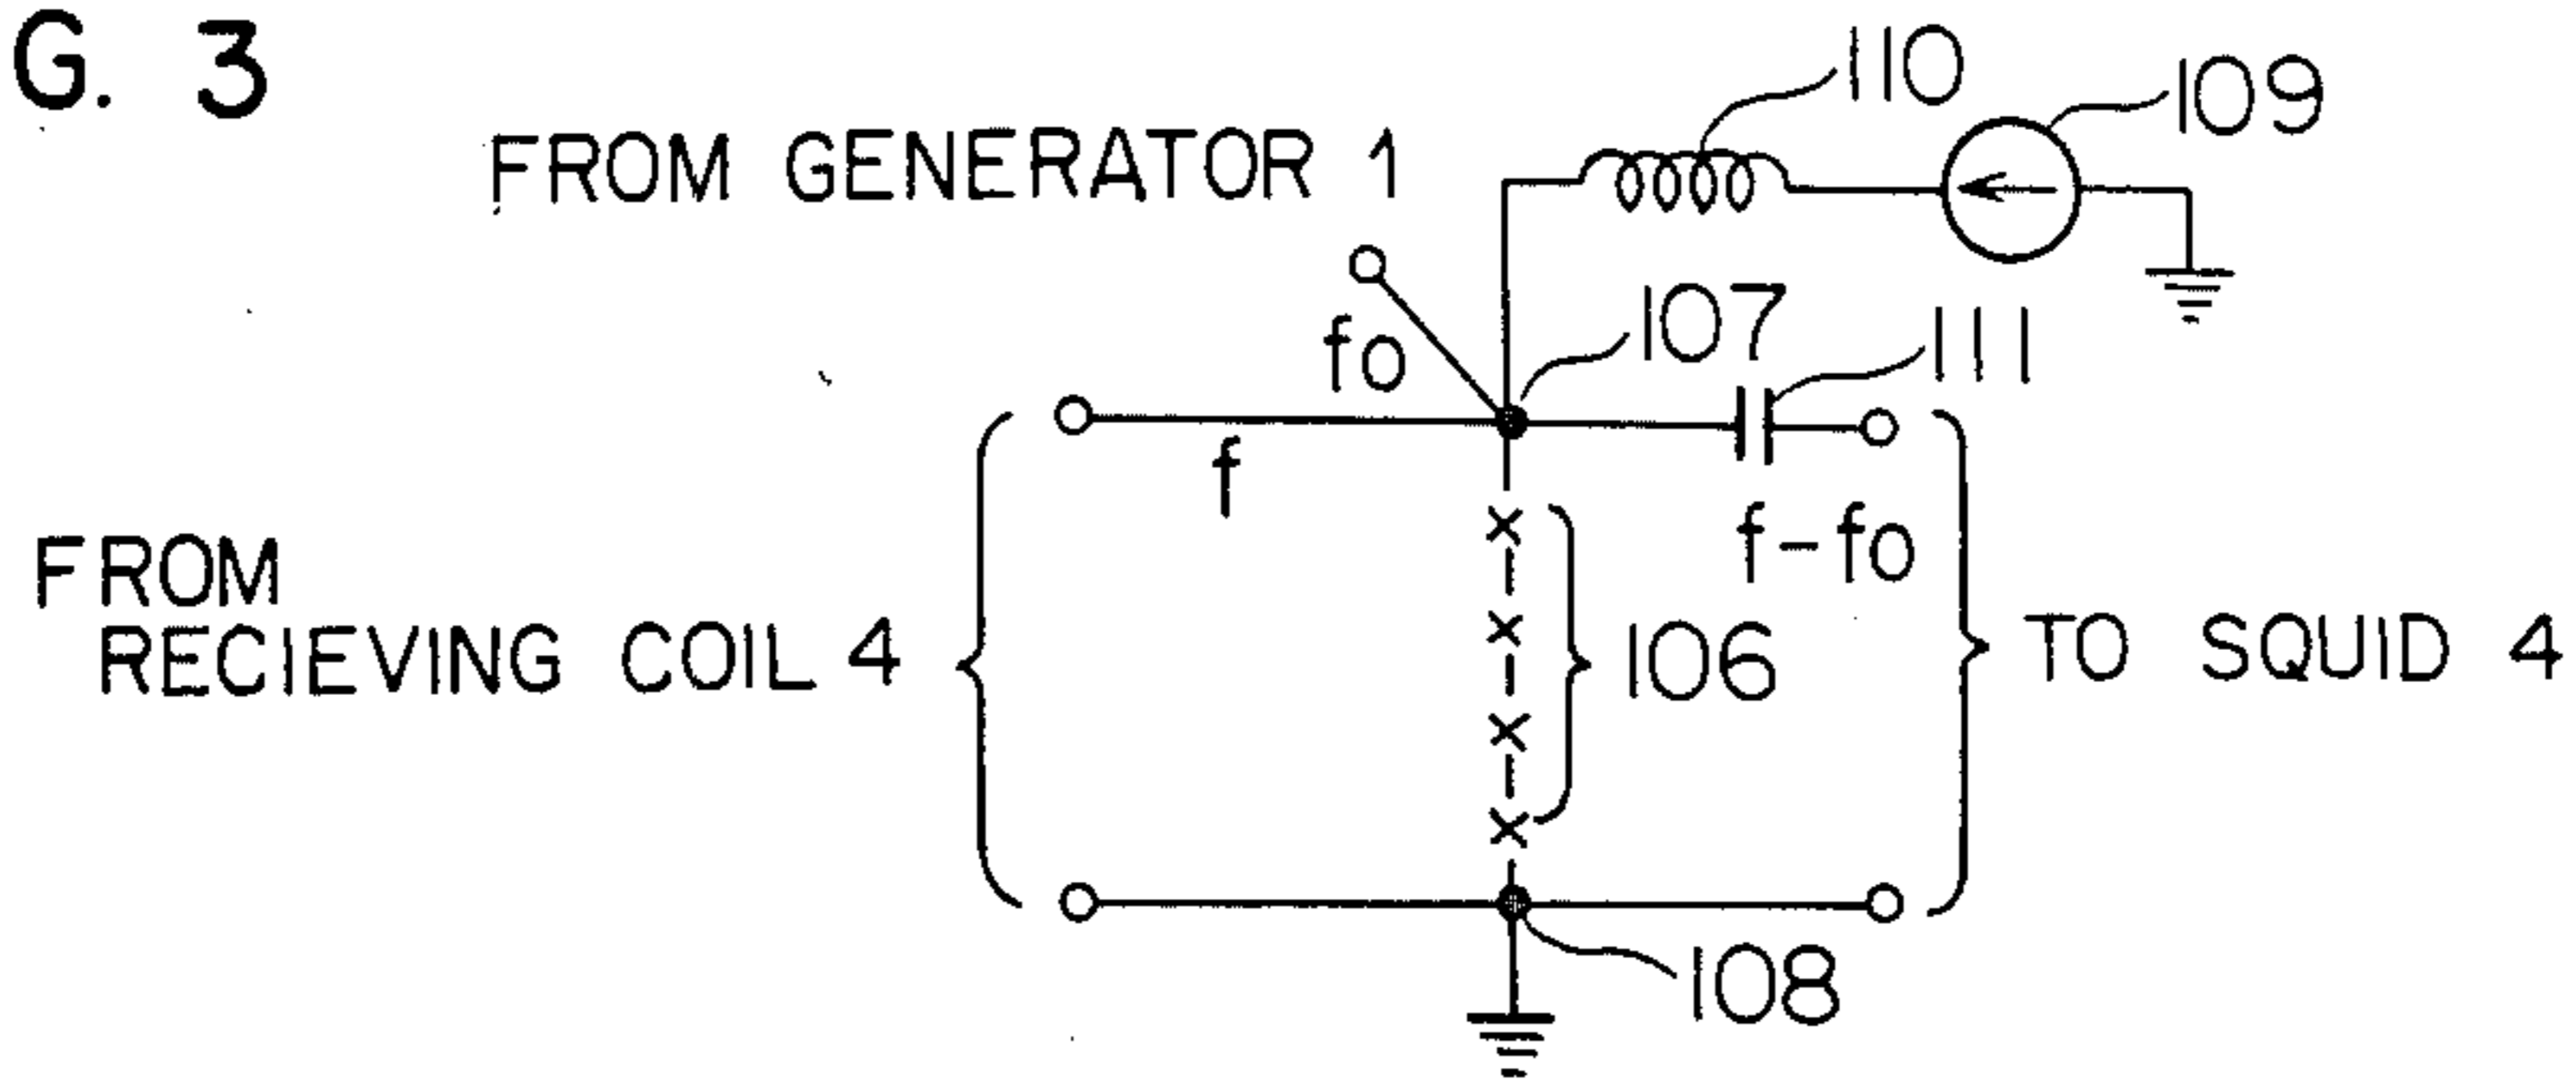 G. 3
FROM GENERATOR 1
110
109
fo
107
111
f
f-fo
FROM
RECIEVING COIL 4
106
TO SQUID 4
108